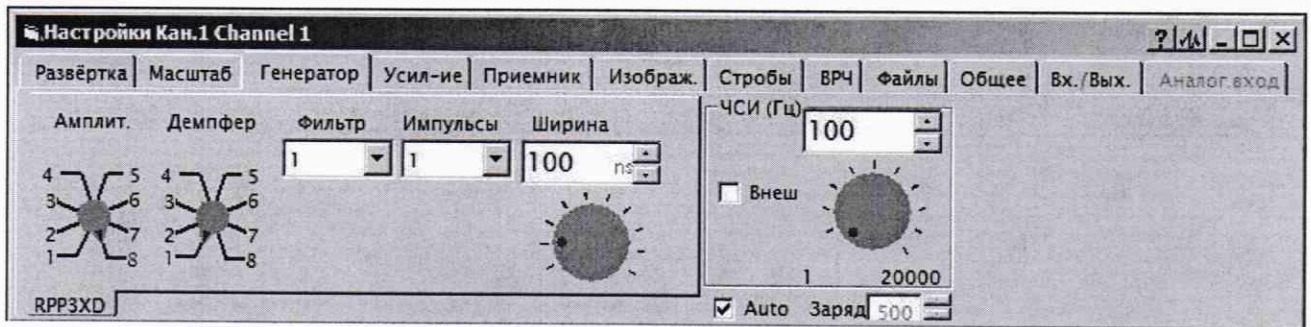 Настройки Кан.1 Channel 1
Развёртка Масштаб Генератор Усил-ие Приемник Изображ. Стробы ВРЧ Файлы Общее Вх./Вых. Аналог.вход
Амплит. Демпфер Фильтр Импульсы Ширина ЧСИ (Гц)
1 1 100 ns 100
4 5 4 5
3 6 3 6
2 7 2 7
1 8 1 8
Внеш
1 20000
RPP3XD
Auto Заряд 500